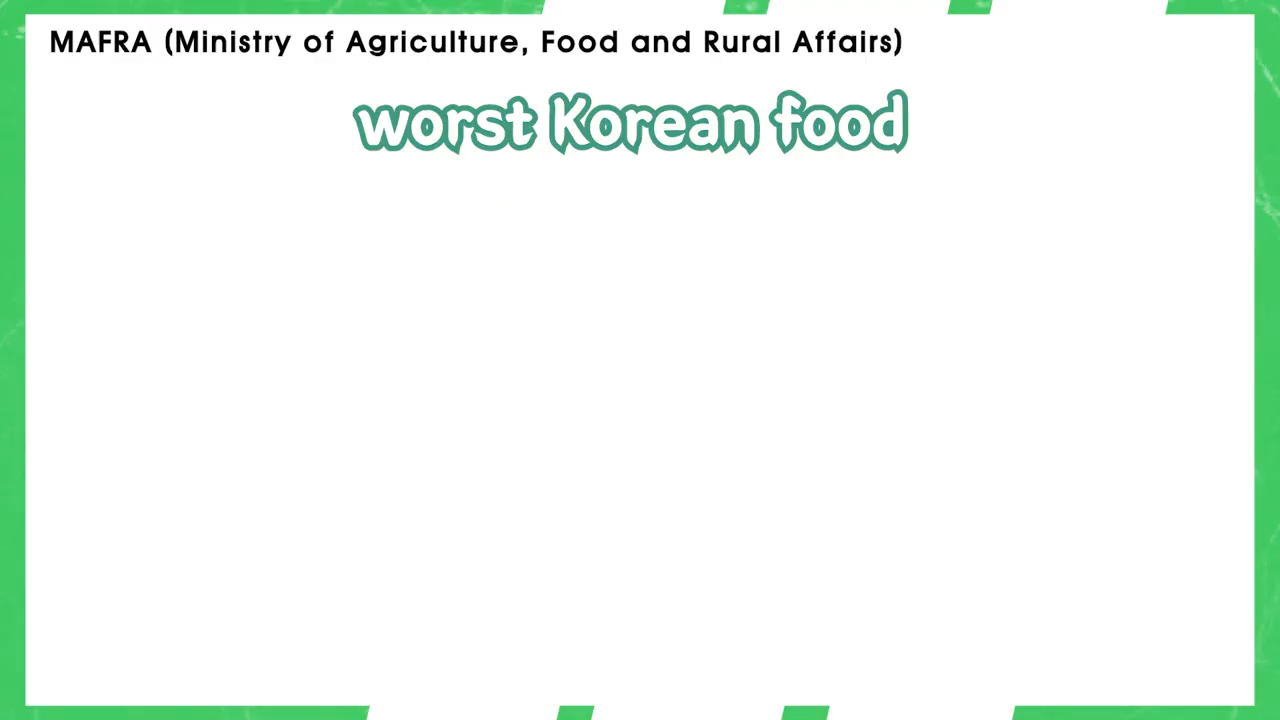 MAFRA (Ministry of Agriculture, Food and Rural Affairs)
worst Korean food